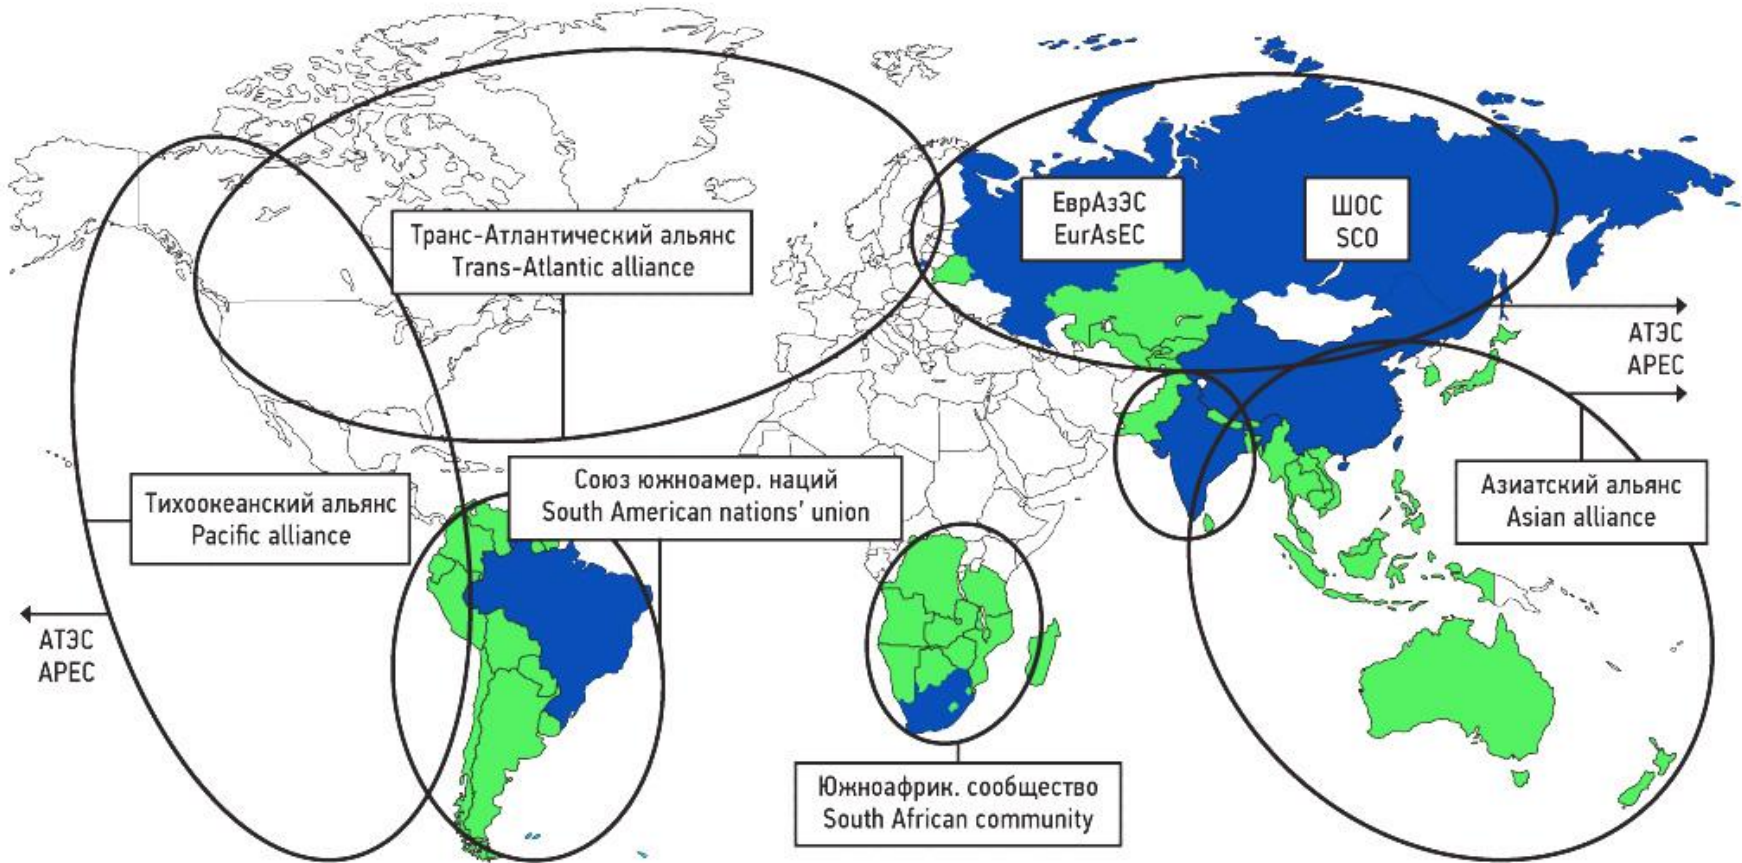 ЕврАзЭС
EurAsEC
ШОС
SCO
Транс-Атлантический альянс
Trans-Atlantic alliance
АТЭС
APEC
Союз южноамер. наций
South American nations' union
Тихоокеанский альянс
Pacific alliance
Азиатский альянс
Asian alliance
АТЭС
APEC
Южноафрик. сообщество
South African community